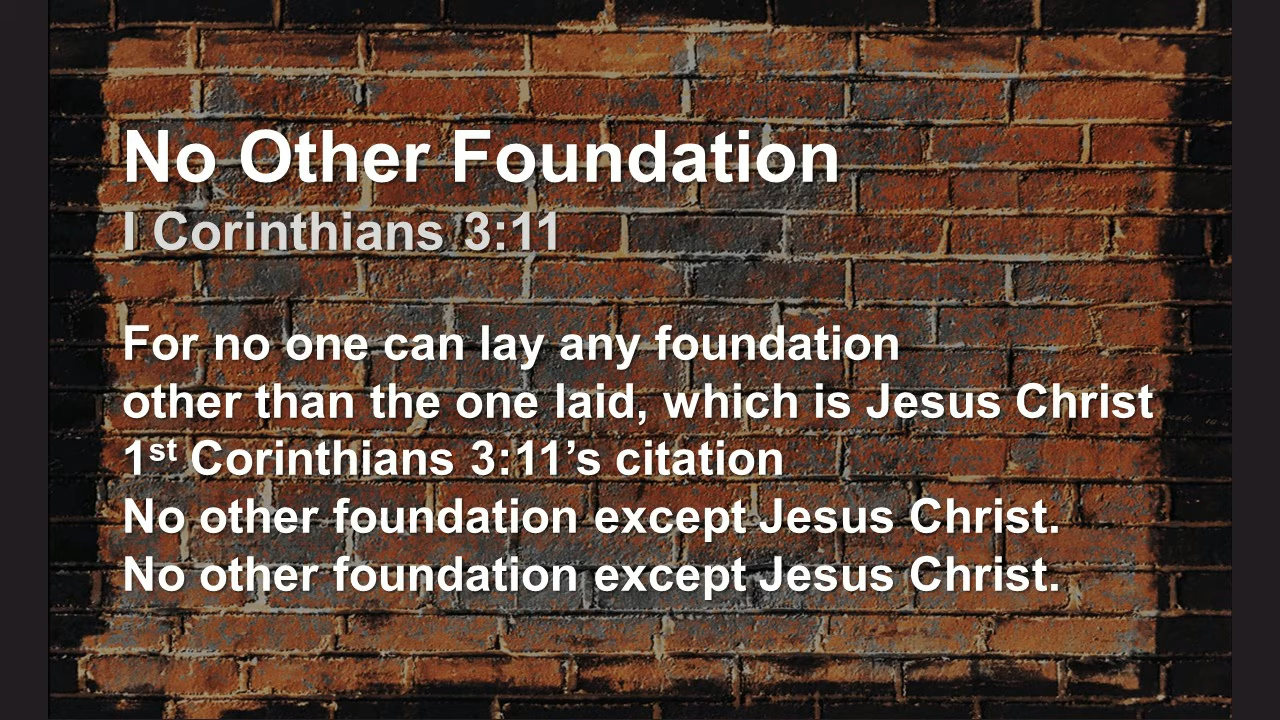 No Other Foundation
I Corinthians 3:11
For no one can lay any foundation
other than the one laid, which is Jesus Christ
1st Corinthians 3:11’s citation
No other foundation except Jesus Christ.
No other foundation except Jesus Christ.